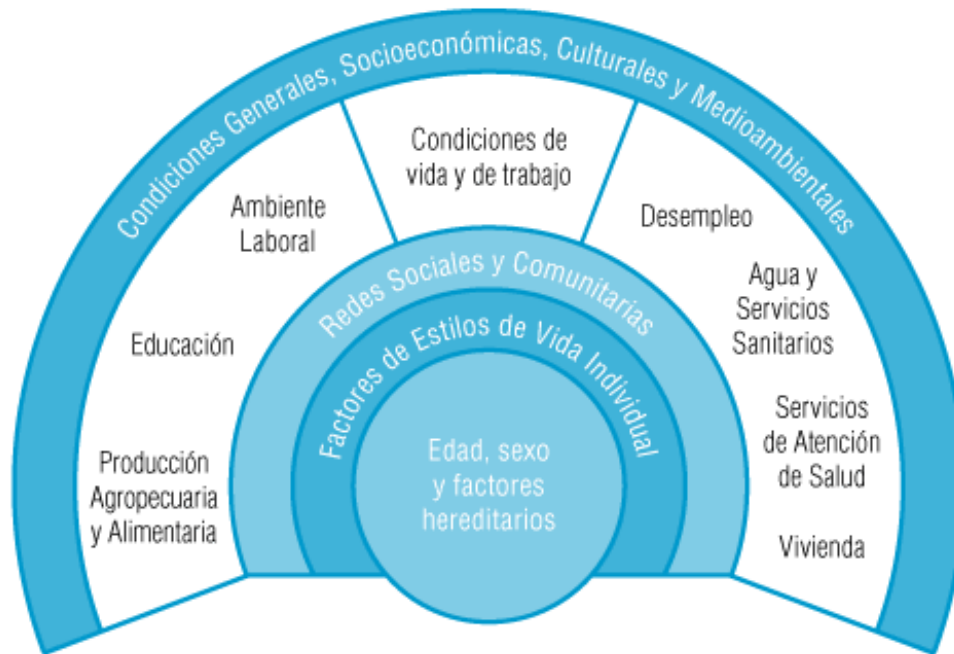 Condiciones Generales, Socioeconómicas, Culturales y Medioambientales
Condiciones de
vida y de trabajo
Ambiente
Laboral
Desempleo
Educación
Agua y
Servicios
Sanitarios
Producción
Agropecuaria
y Alimentaria
Servicios
de Atención
de Salud
Vivienda
Redes Sociales y Comunitarias
Factores de Estilos de Vida Individual
Edad, sexo
y factores
hereditarios